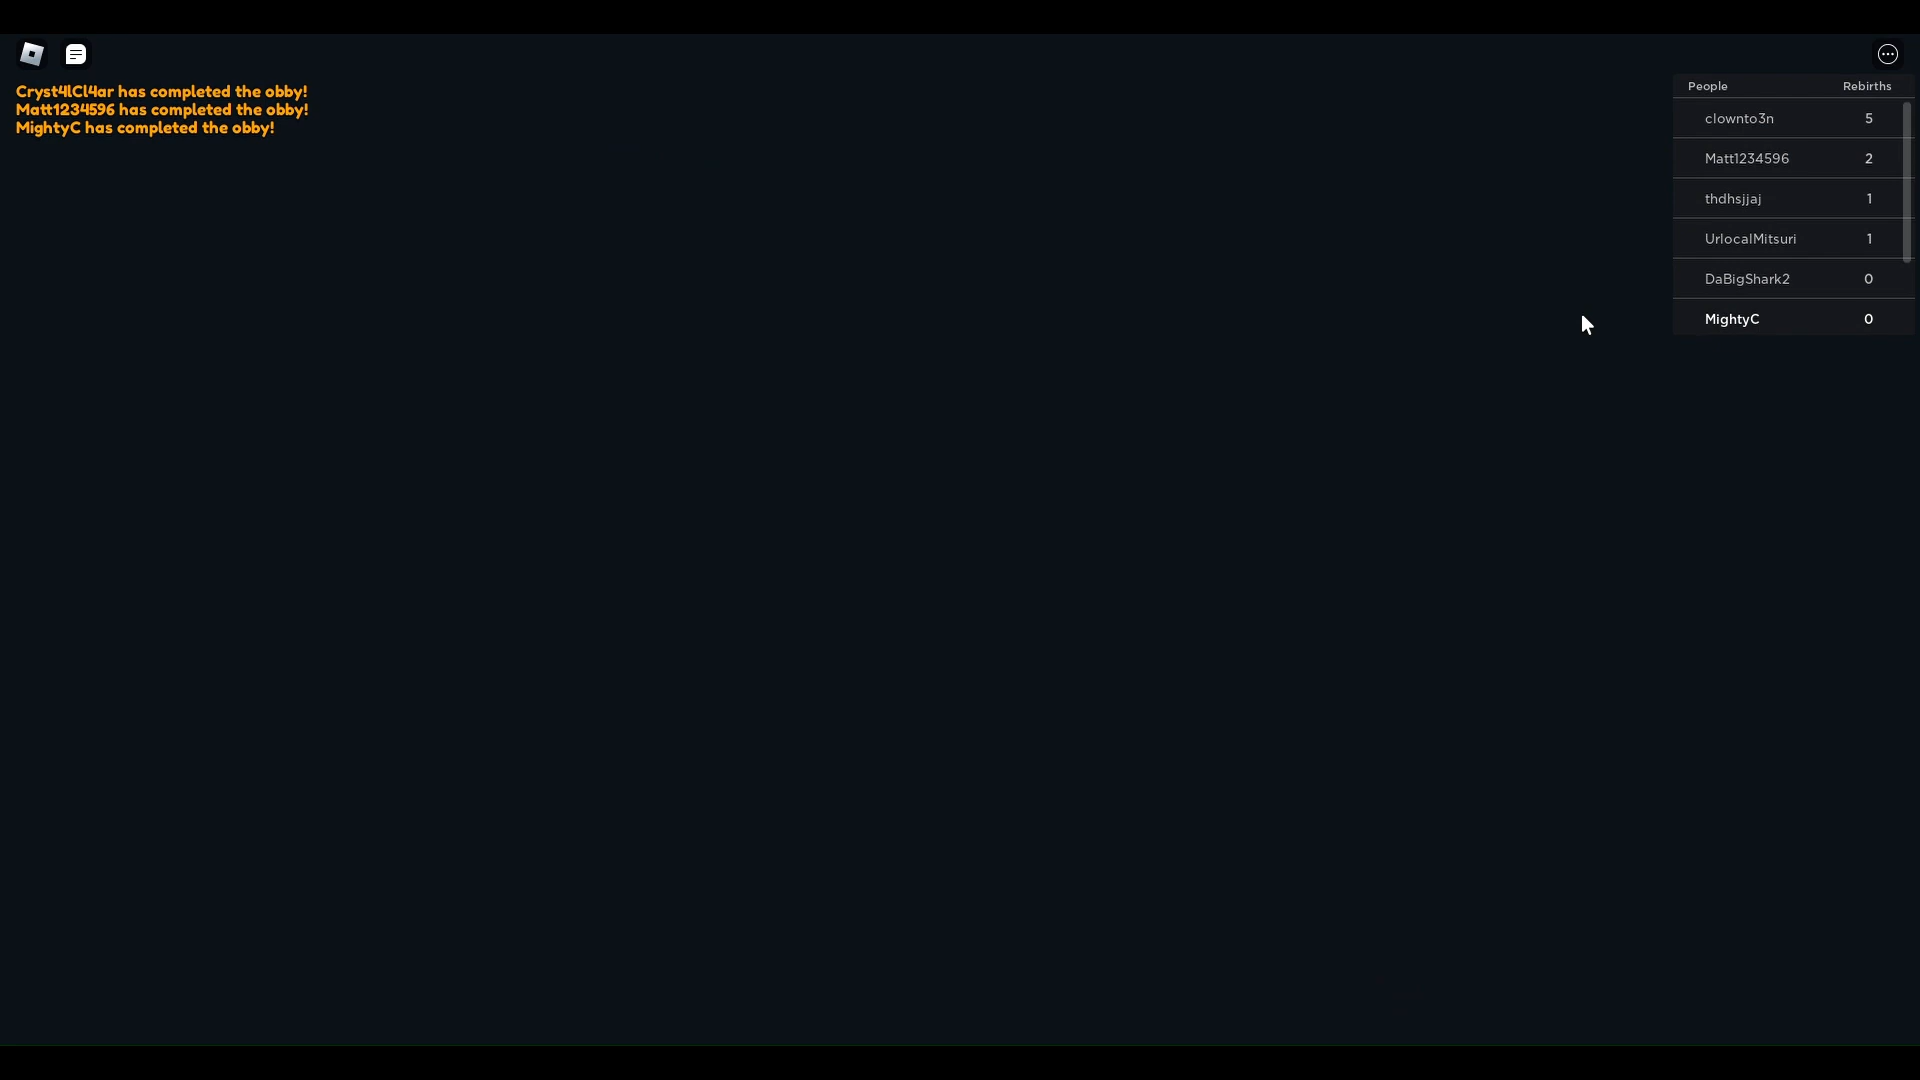 Cryst4lCl4ar has completed the obby!
Matt1234596 has completed the obby!
MightyC has completed the obby!
People Rebirths
clownto3n 5
Matt1234596 2
thdhsjjaj 1
UrlocalMitsuri 1
DaBigShark2 0
MightyC 0